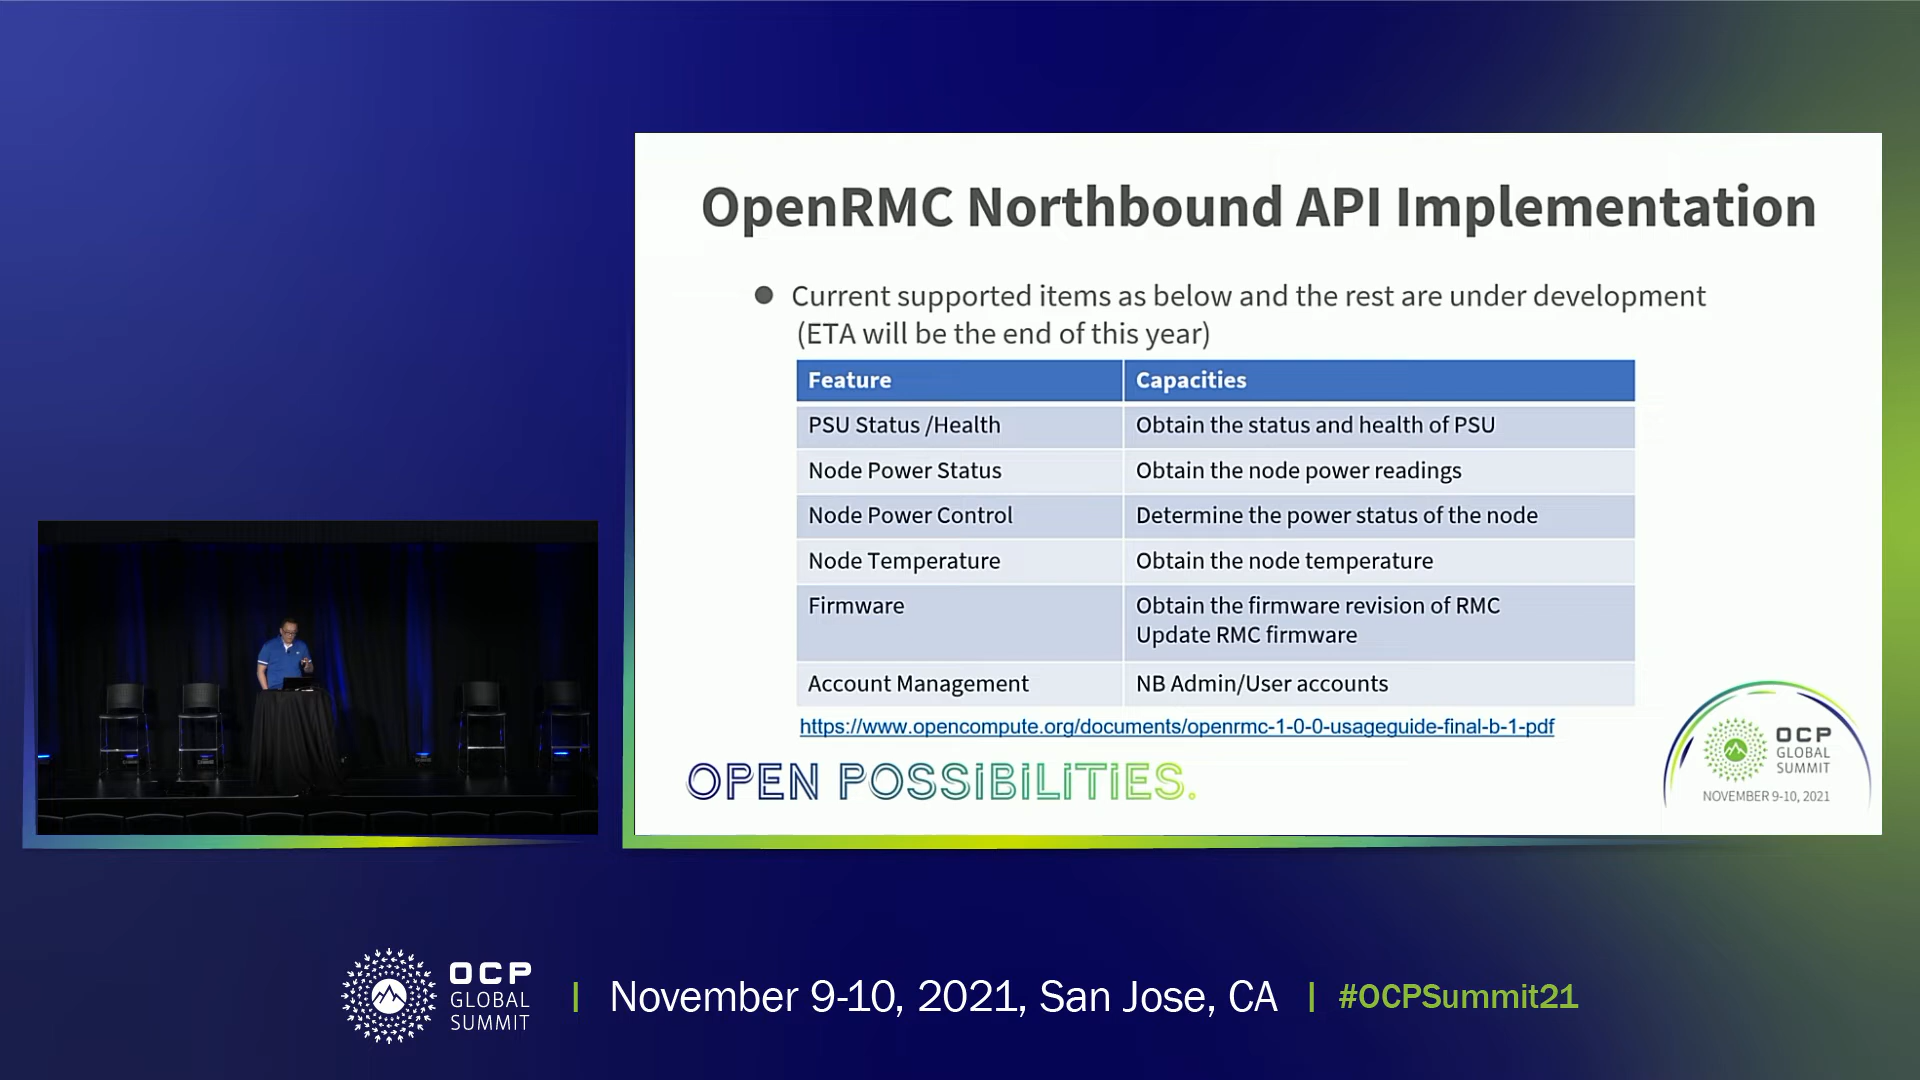 OpenRMC Northbound API Implementation
● Current supported items as below and the rest are under development
(ETA will be the end of this year)
Feature Capacities
PSU Status /Health Obtain the status and health of PSU
Node Power Status Obtain the node power readings
Node Power Control Determine the power status of the node
Node Temperature Obtain the node temperature
Firmware Obtain the firmware revision of RMC
Update RMC firmware
Account Management NB Admin/User accounts
https://www.opencompute.org/documents/openrmc-1-0-0-usageguide-final-b-1-pdf
OPEN POSSIBILITIES.
OCP
GLOBAL
SUMMIT
NOVEMBER 9-10, 2021
OCP
GLOBAL
SUMMIT
| November 9-10, 2021, San Jose, CA | #OCPSummit21